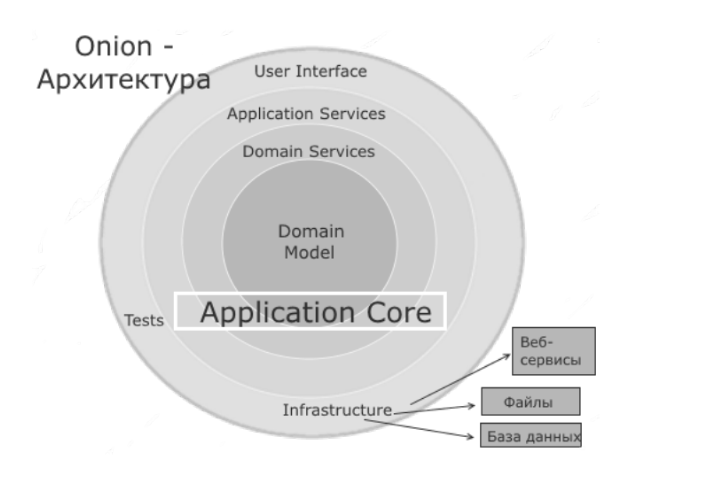 Onion -
Архитектура
User Interface
Application Services
Domain Services
Domain
Model
Application Core
Tests
Infrastructure
Веб-
сервисы
Файлы
База данных